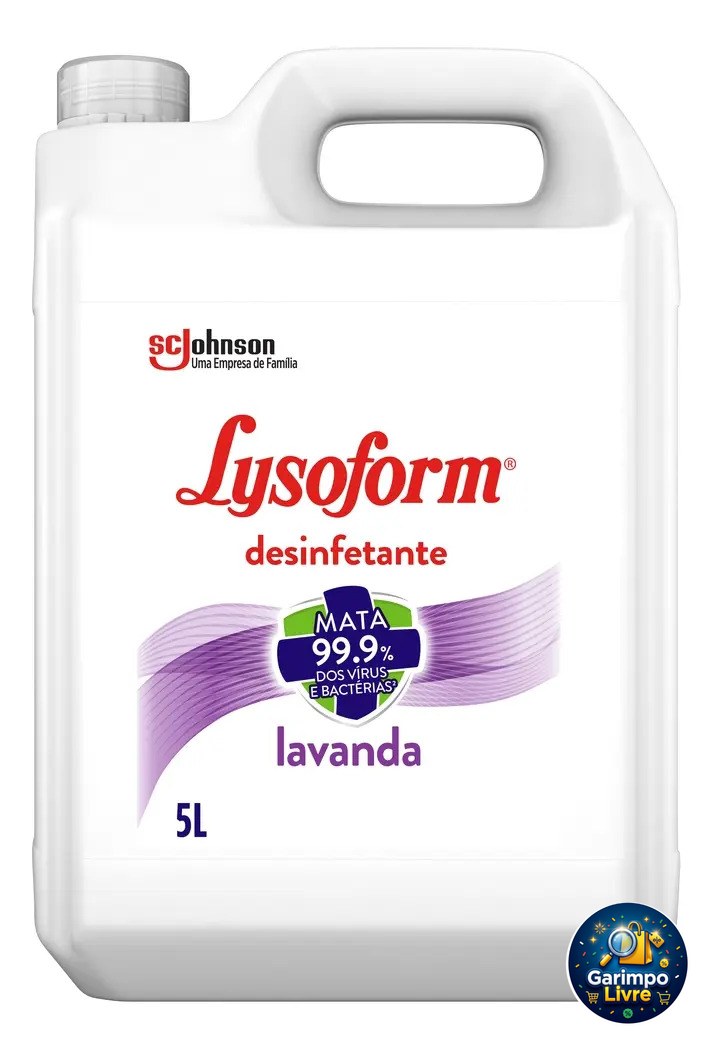 SCJohnson
Uma Empresa de Família
Lysoform®
desinfetante
MATA
99.9%
DOS VÍRUS
E BACTÉRIAS²
lavanda
5L
Garimpo
Livre